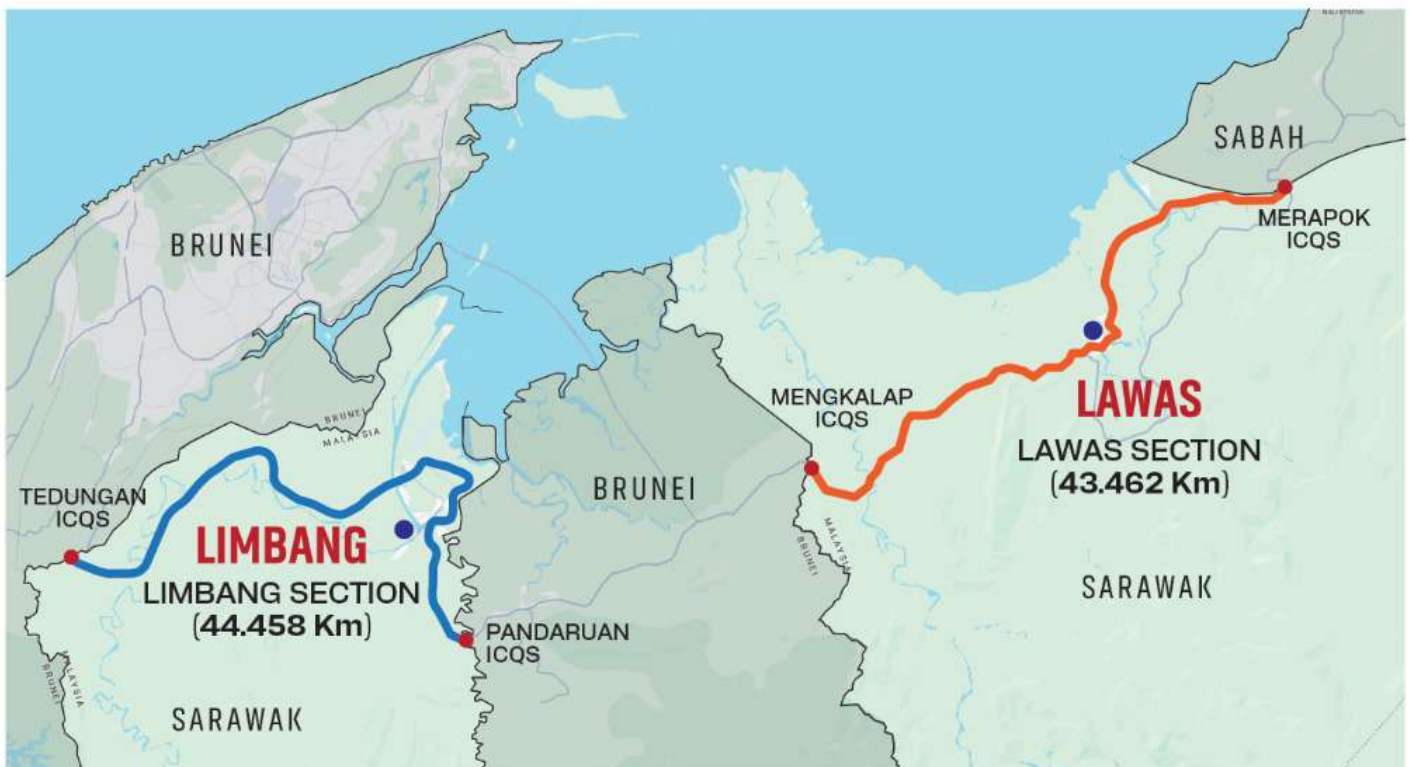 SABAH
MERAPOK
ICQS
BRUNEI
MENGKALAP
ICQS
LAWAS
LAWAS SECTION
(43.462 Km)
BRUNEI
MALAYSIA
BRUNEI
TEDUNGAN
ICQS
LIMBANG
LIMBANG SECTION
(44.458 Km)
MALAYSIA
BRUNEI
SARAWAK
PANDARUAN
ICQS
MALAYSIA
BRUNEI
SARAWAK